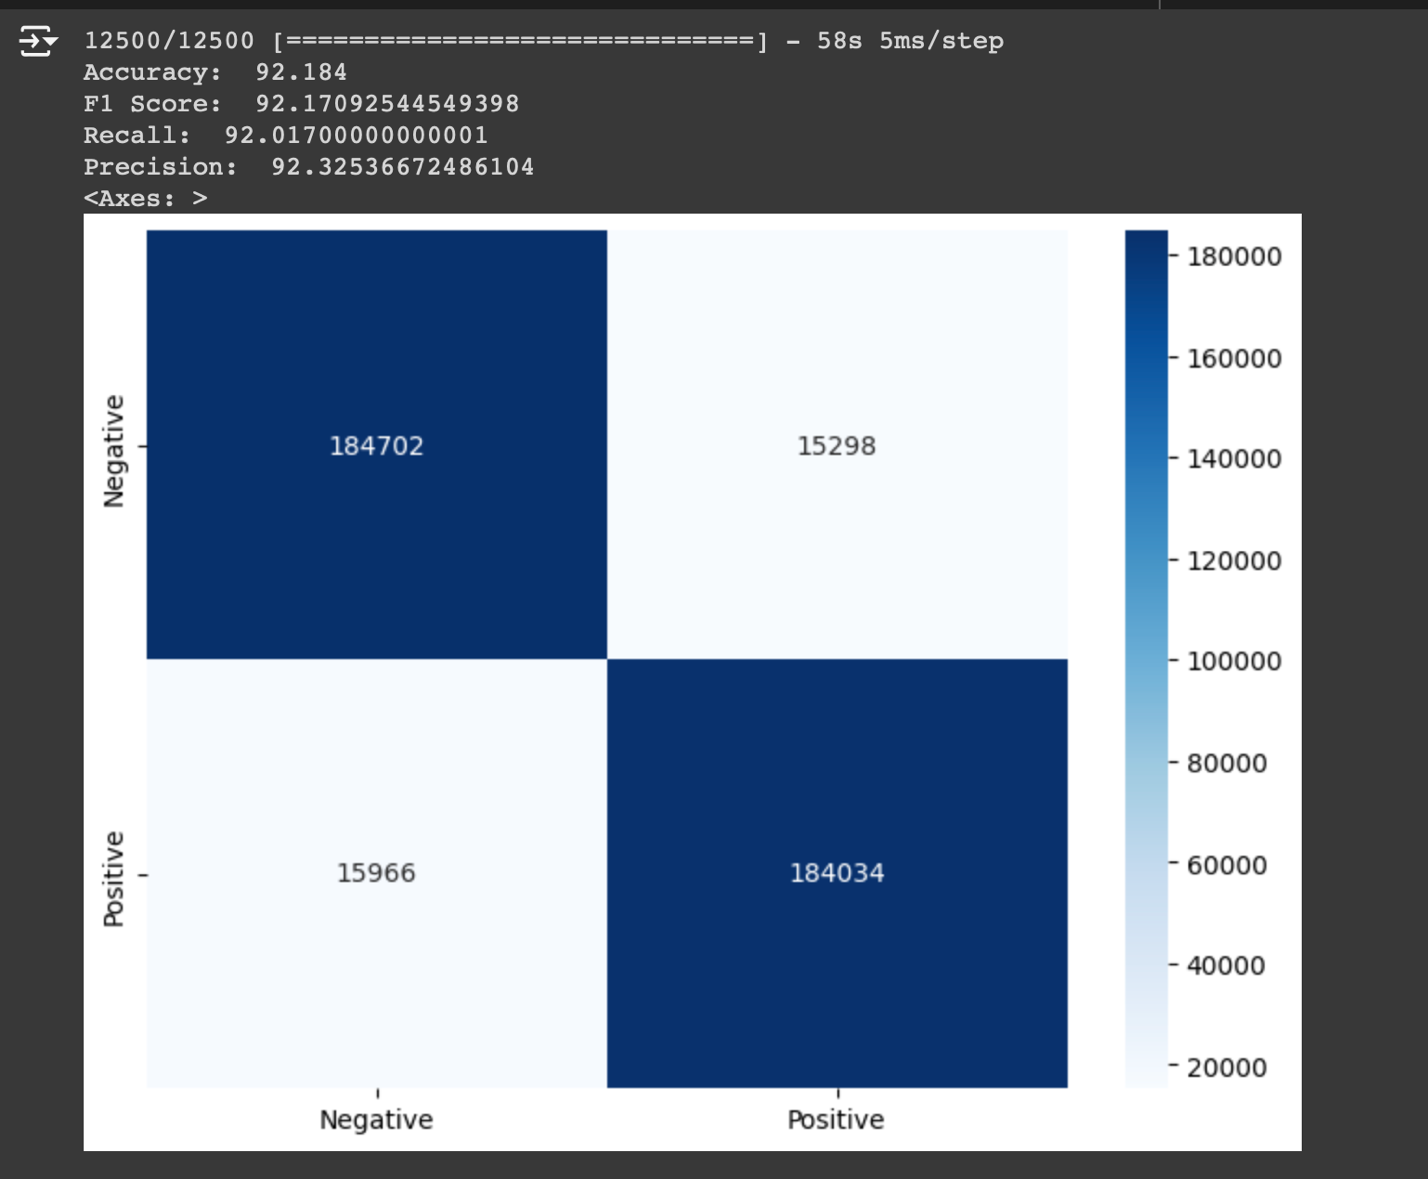 12500/12500 [==============================] - 58s 5ms/step
Accuracy:  92.184
F1 Score:  92.17092544549398
Recall:  92.01700000000001
Precision:  92.32536672486104
<Axes: >
180000
160000
140000
120000
100000
80000
60000
40000
20000
Negative
184702
15298
Positive
15966
184034
Negative
Positive